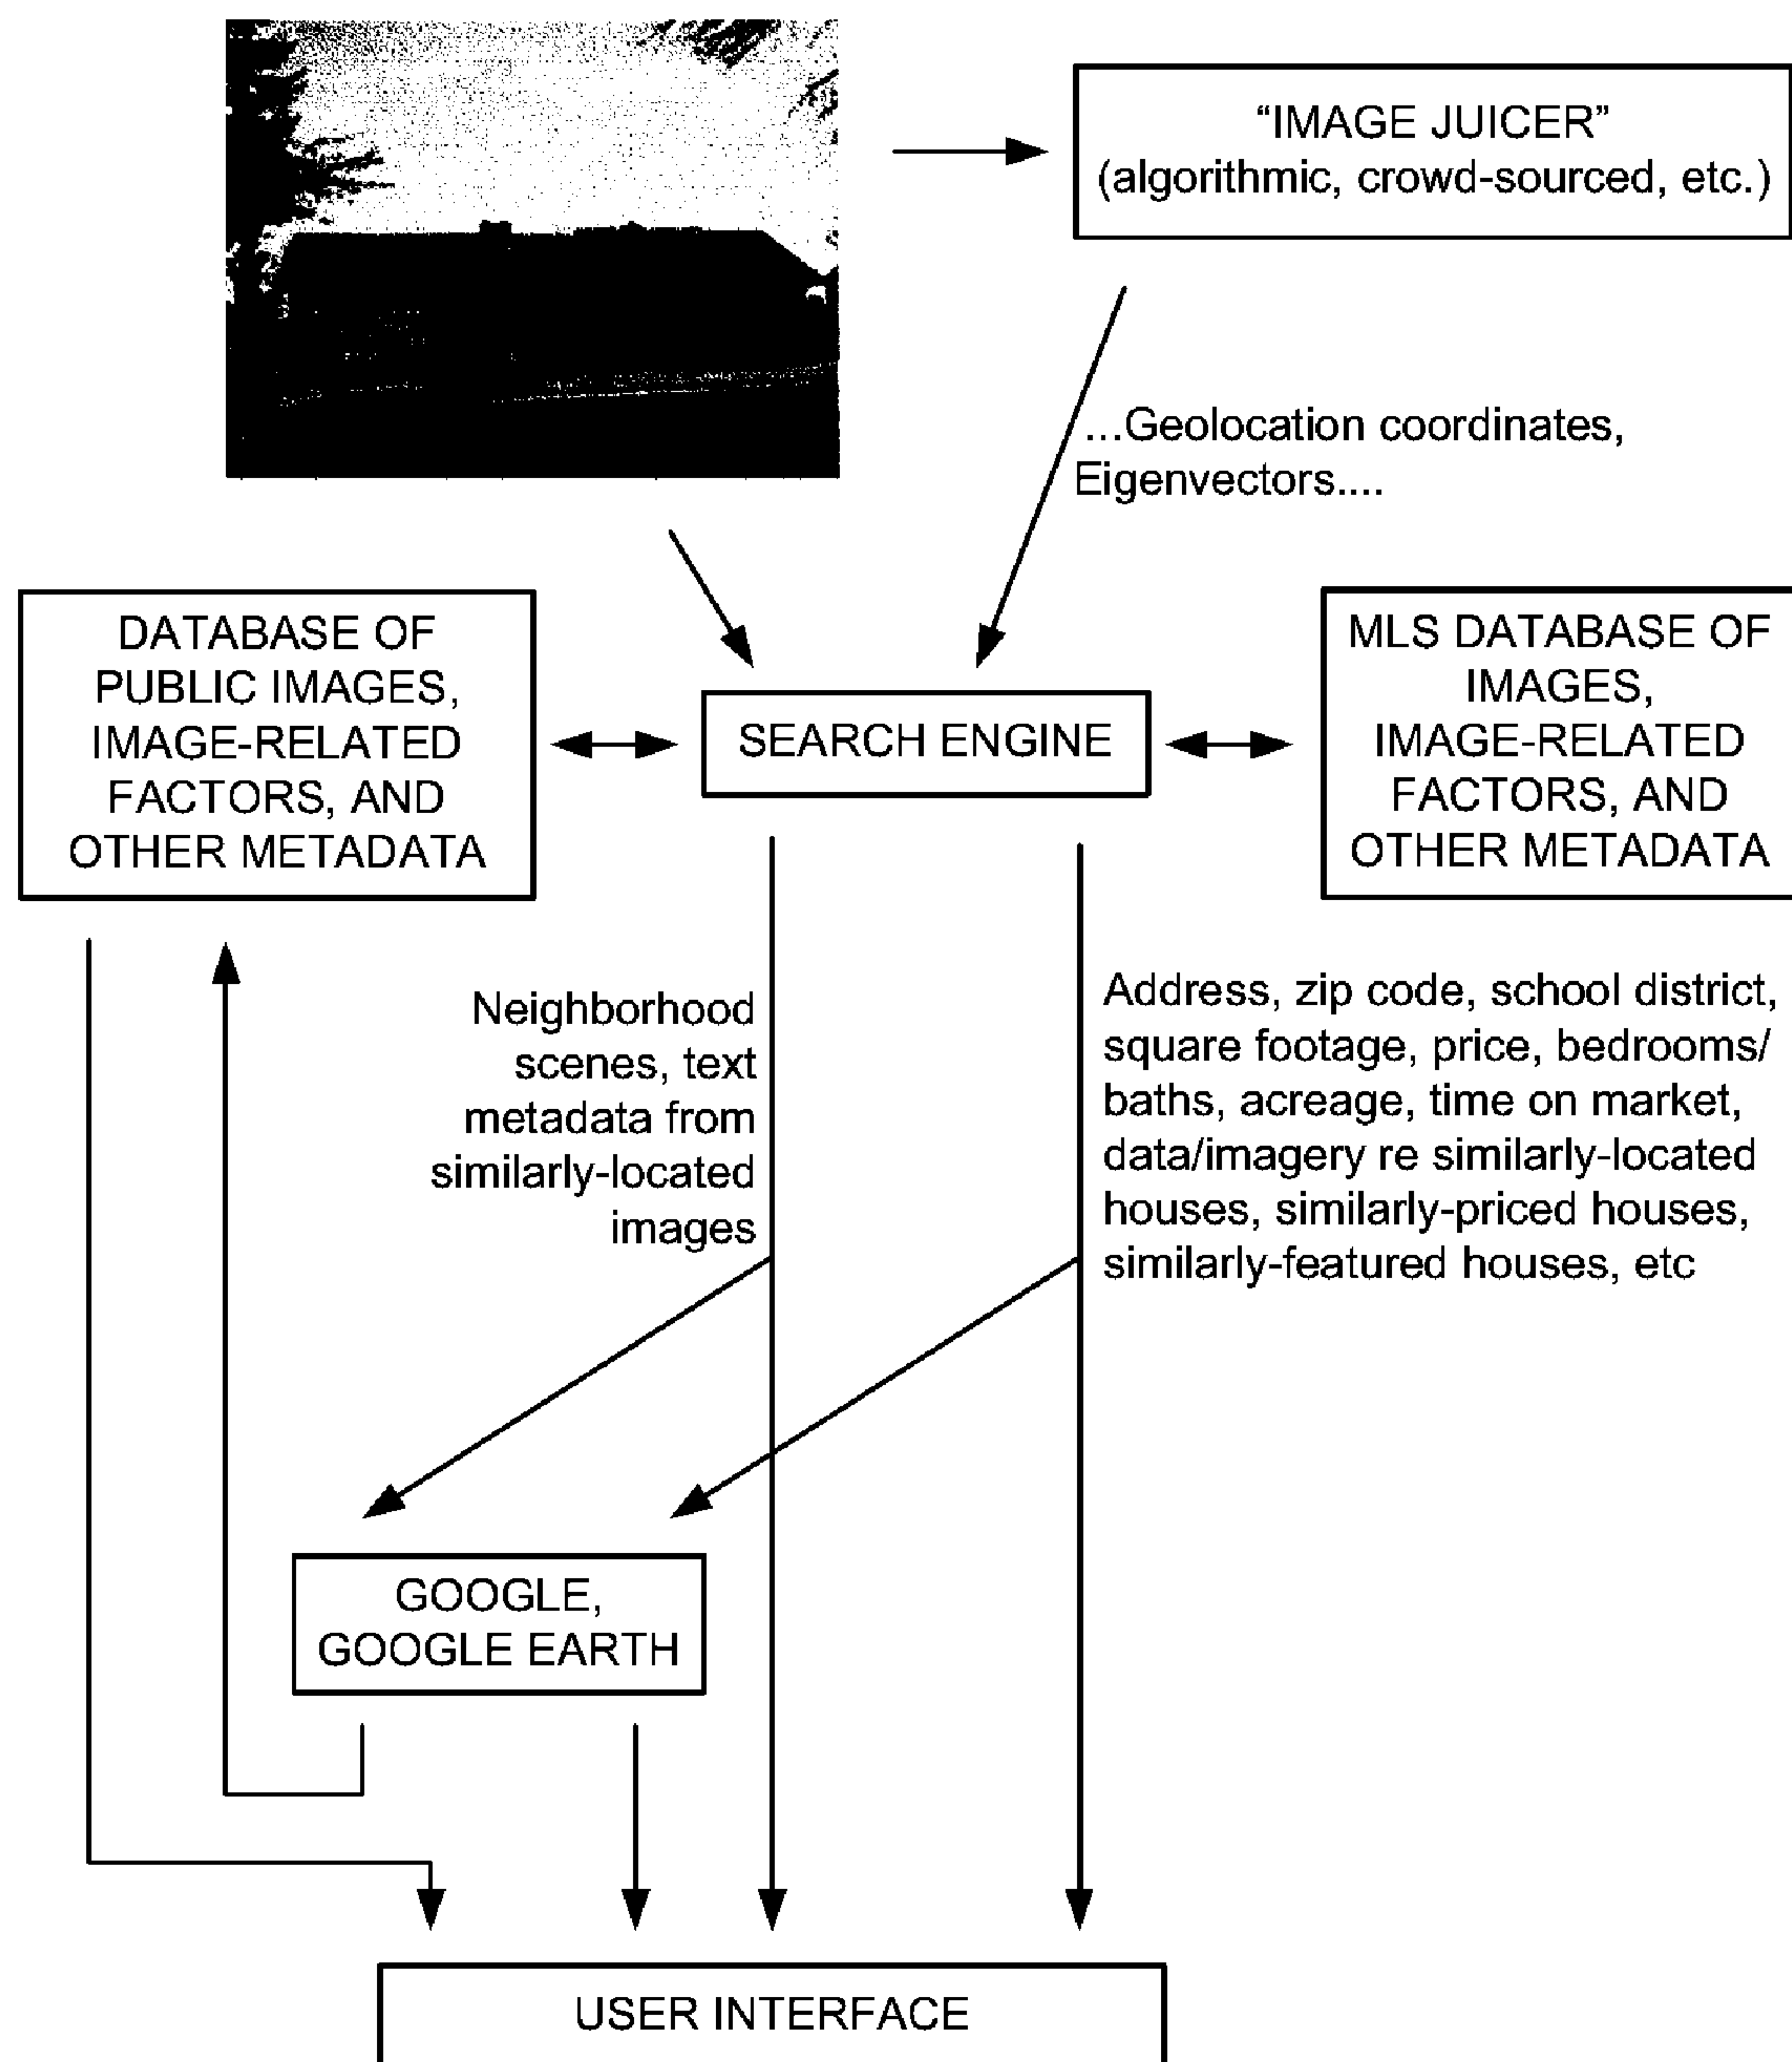 “IMAGE JUICER”
(algorithmic, crowd-sourced, etc.)
...Geolocation coordinates,
Eigenvectors....
DATABASE OF
PUBLIC IMAGES,
IMAGE-RELATED
FACTORS, AND
OTHER METADATA
SEARCH ENGINE
MLS DATABASE OF
IMAGES,
IMAGE-RELATED
FACTORS, AND
OTHER METADATA
Neighborhood
scenes, text
metadata from
similarly-located
images
Address, zip code, school district,
square footage, price, bedrooms/
baths, acreage, time on market,
data/imagery re similarly-located
houses, similarly-priced houses,
similarly-featured houses, etc
GOOGLE,
GOOGLE EARTH
USER INTERFACE